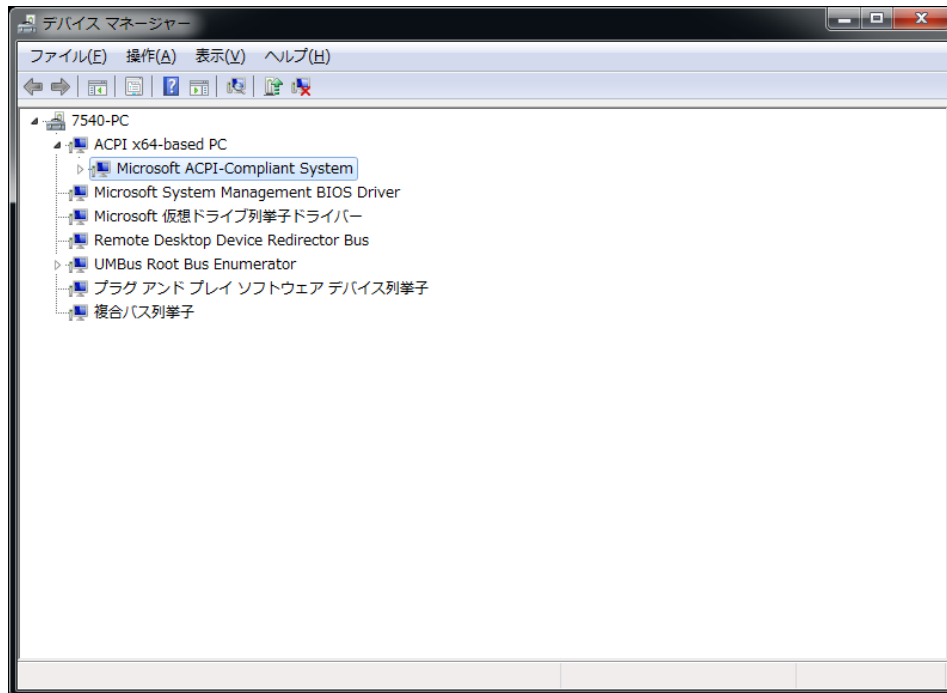 デバイス マネージャー
ファイル(F) 操作(A) 表示(V) ヘルプ(H)
7540-PC
ACPI x64-based PC
Microsoft ACPI-Compliant System
Microsoft System Management BIOS Driver
Microsoft 仮想ドライブ列挙子ドライバー
Remote Desktop Device Redirector Bus
UMBus Root Bus Enumerator
プラグ アンド プレイ ソフトウェア デバイス列挙子
複合バス列挙子